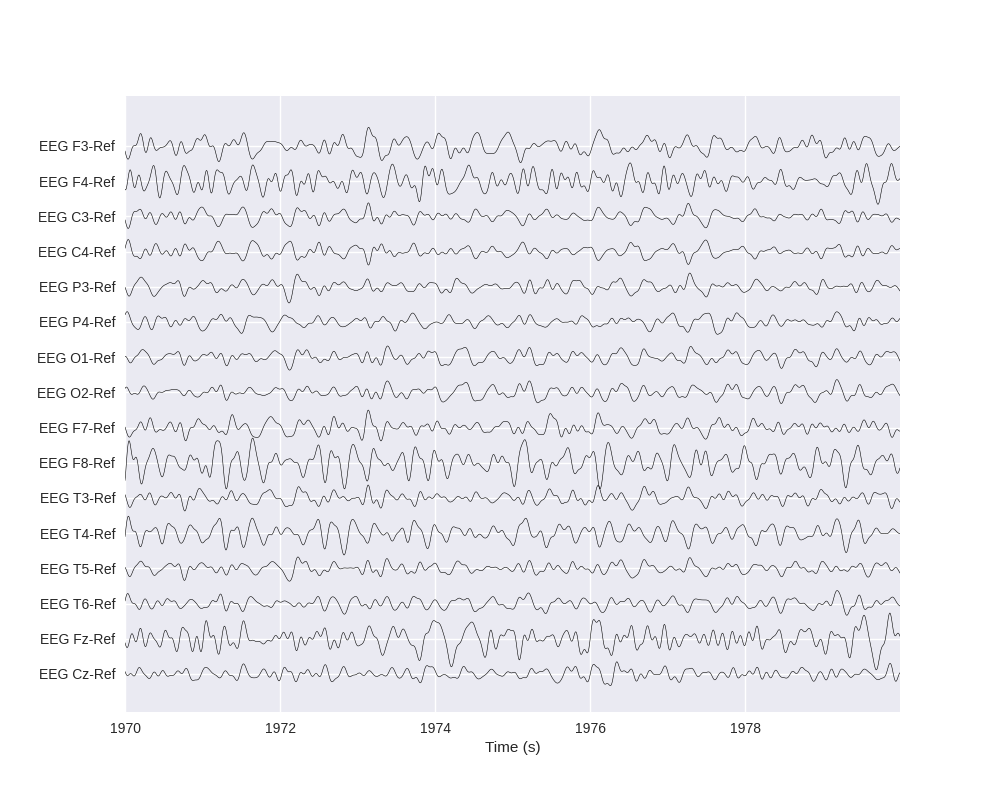 EEG F3-Ref
EEG F4-Ref
EEG C3-Ref
EEG C4-Ref
EEG P3-Ref
EEG P4-Ref
EEG O1-Ref
EEG O2-Ref
EEG F7-Ref
EEG F8-Ref
EEG T3-Ref
EEG T4-Ref
EEG T5-Ref
EEG T6-Ref
EEG Fz-Ref
EEG Cz-Ref
1970 1972 1974 1976 1978
Time (s)